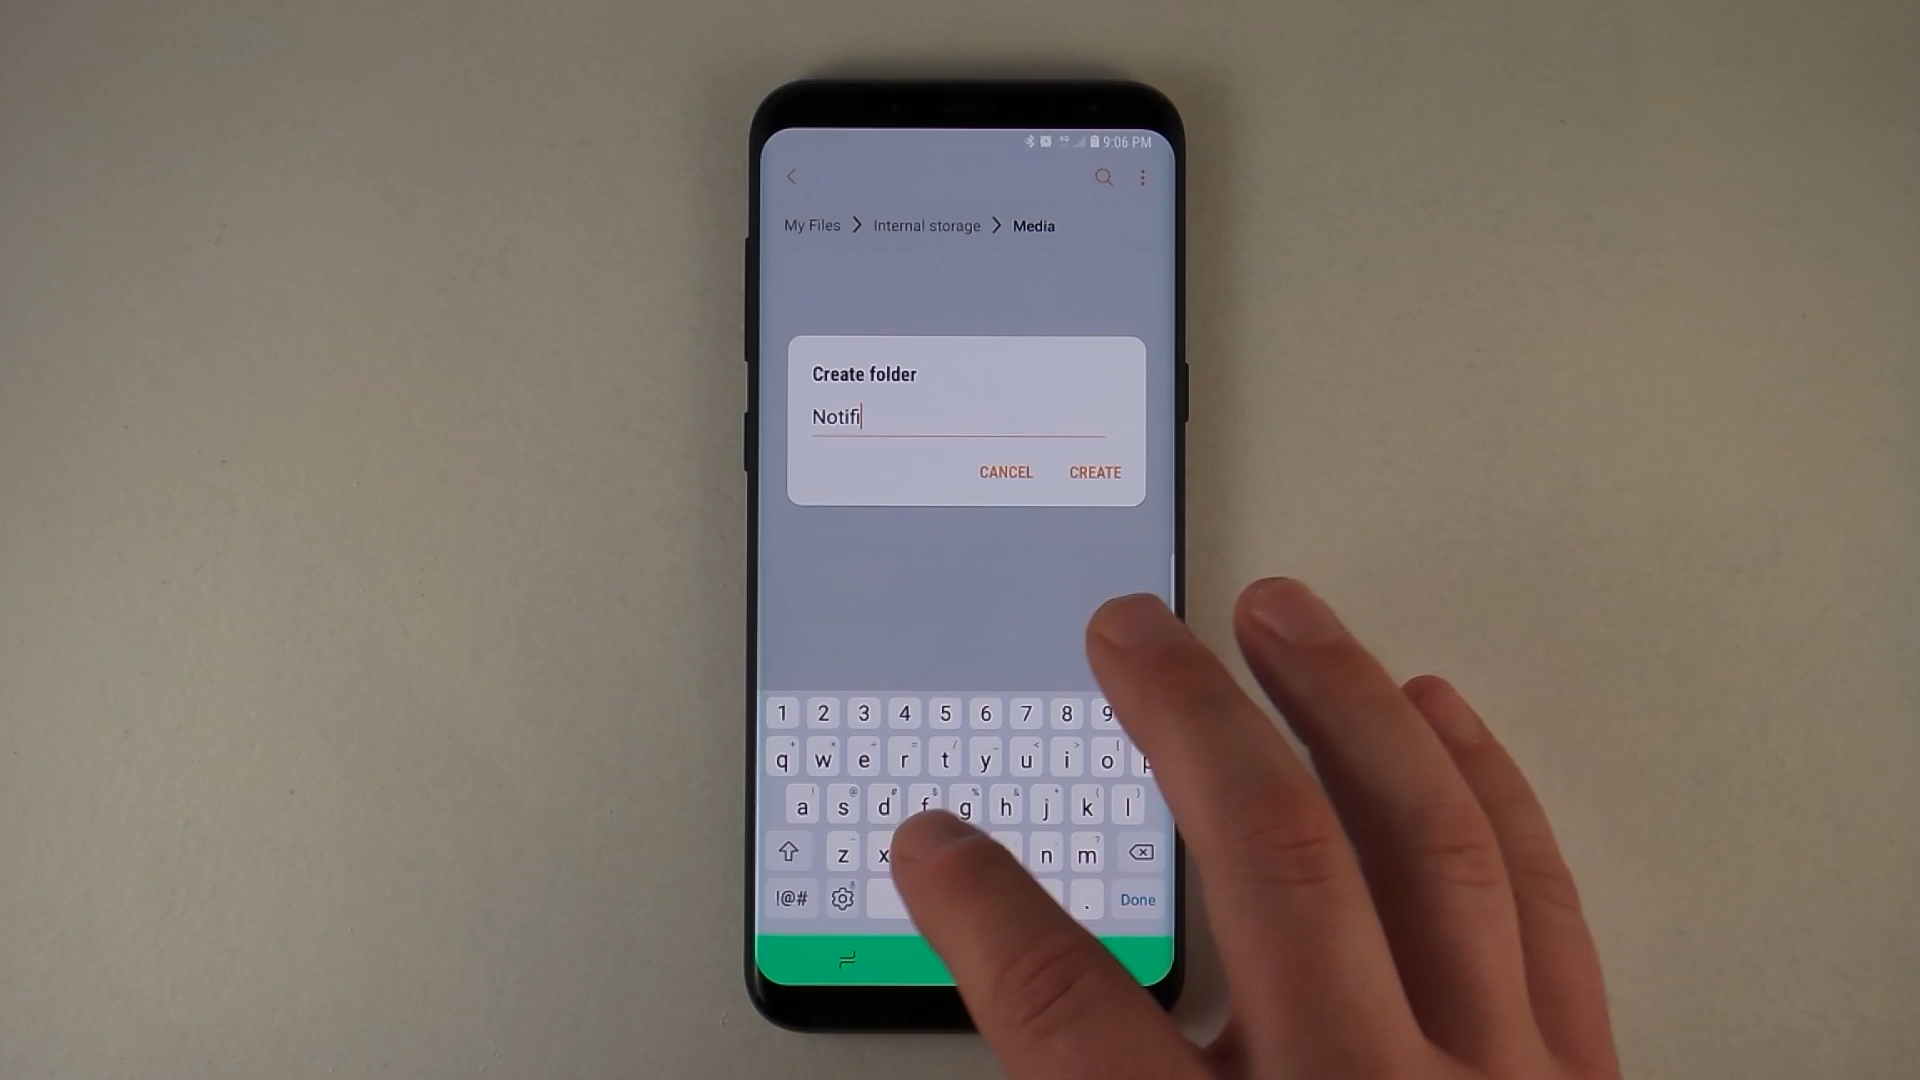 9:06 PM
My Files > Internal storage > Media
Create folder
Notifi
CANCEL CREATE
1 2 3 4 5 6 7 8 9
q w e r t y u i o p
a s d f g h j k l
z x n m
!@# . Done